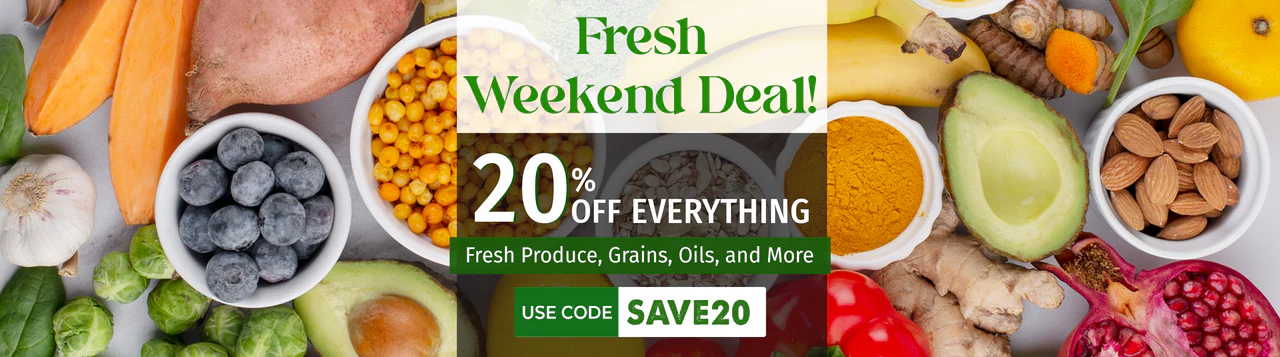 Fresh
Weekend Deal!
20%
OFF EVERYTHING
Fresh Produce, Grains, Oils, and More
USE CODE SAVE20